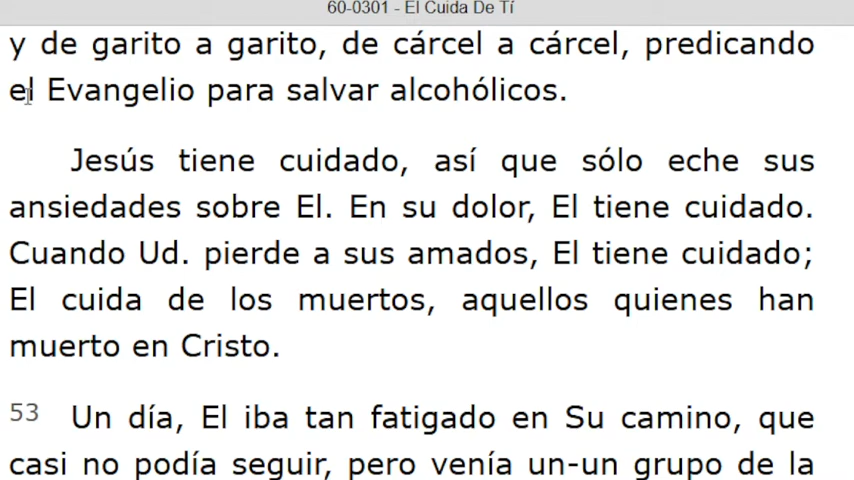 60-0301 - El Cuida De Tí
y de garito a garito, de cárcel a cárcel, predicando
el Evangelio para salvar alcohólicos.
Jesús tiene cuidado, así que sólo eche sus
ansiedades sobre El. En su dolor, El tiene cuidado.
Cuando Ud. pierde a sus amados, El tiene cuidado;
El cuida de los muertos, aquellos quienes han
muerto en Cristo.
53 Un día, El iba tan fatigado en Su camino, que
casi no podía seguir, pero venía un-un grupo de la